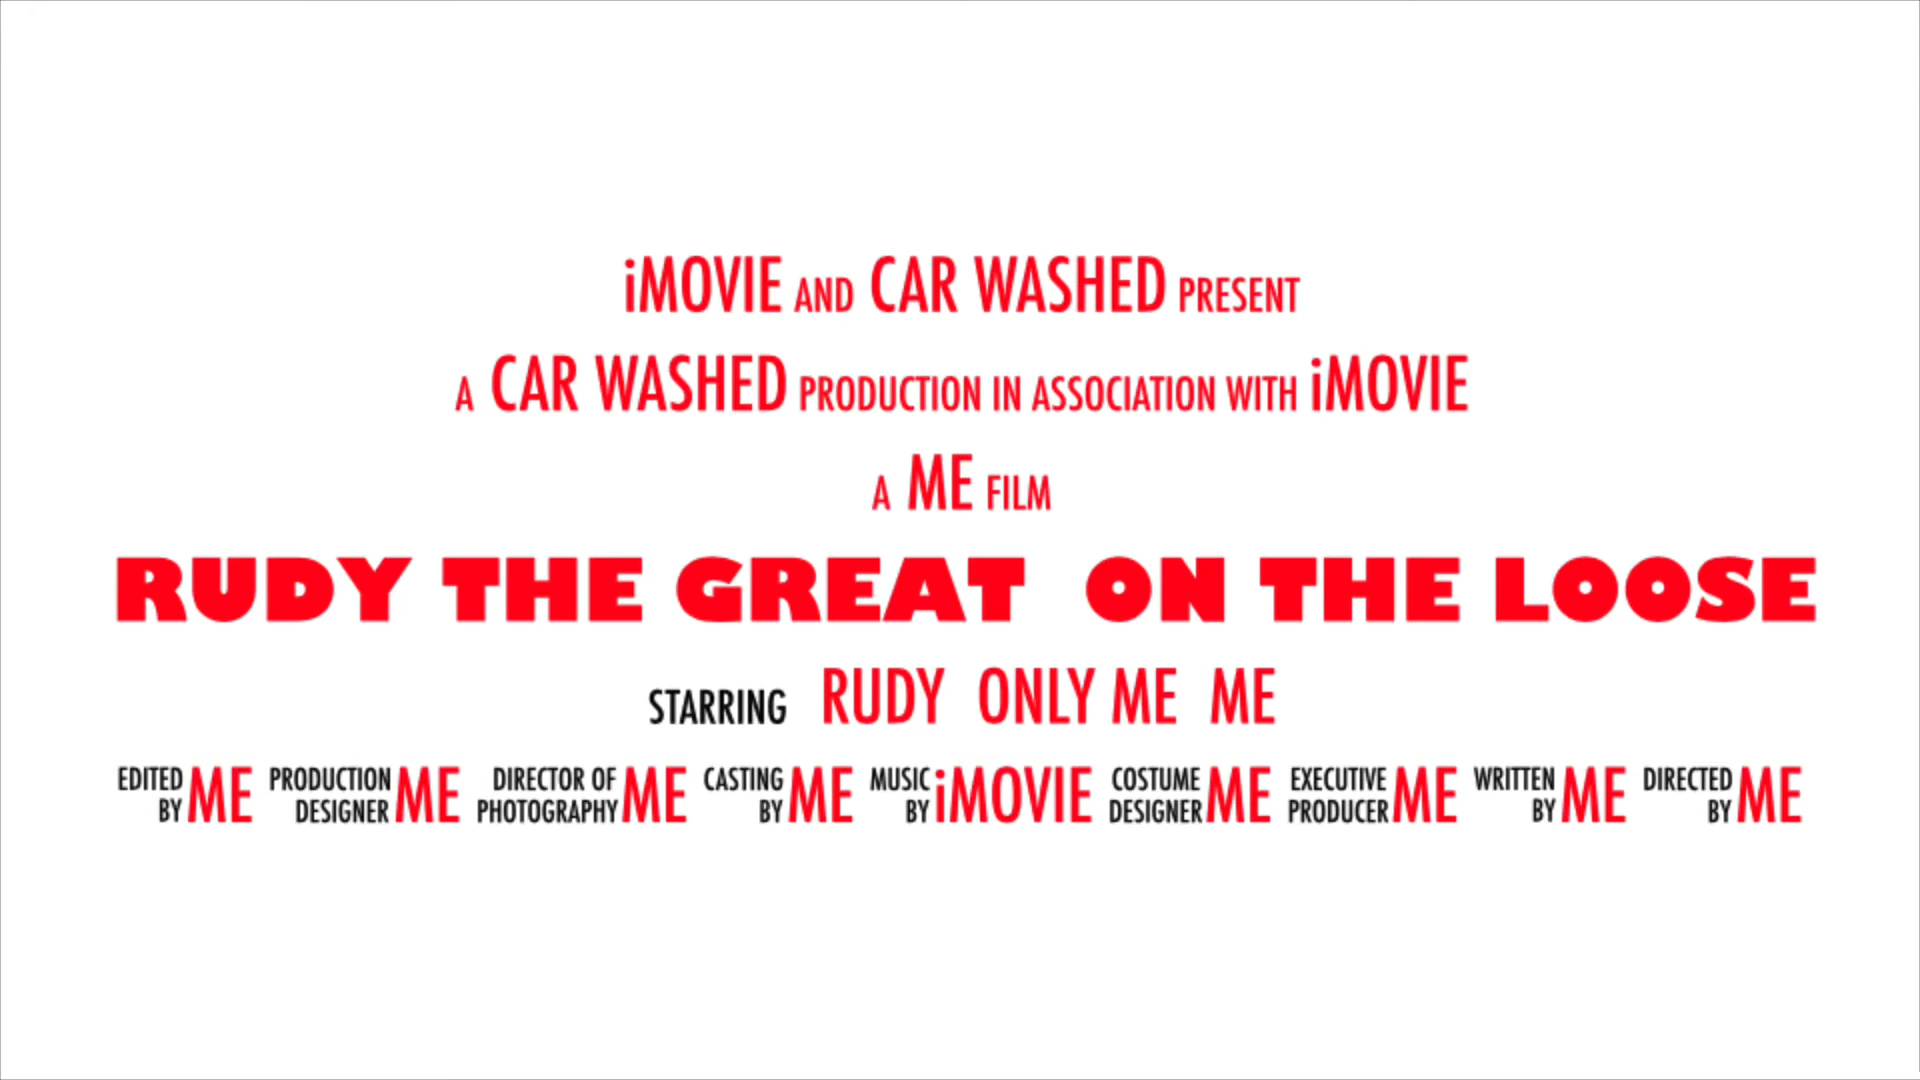 iMOVIE AND CAR WASHED PRESENT
A CAR WASHED PRODUCTION IN ASSOCIATION WITH iMOVIE
A ME FILM
RUDY THE GREAT ON THE LOOSE
STARRING RUDY ONLY ME ME
EDITED BY ME PRODUCTION DESIGNER ME DIRECTOR OF PHOTOGRAPHY ME CASTING BY ME MUSIC BY iMOVIE COSTUME DESIGNER ME EXECUTIVE PRODUCER ME WRITTEN BY ME DIRECTED BY ME